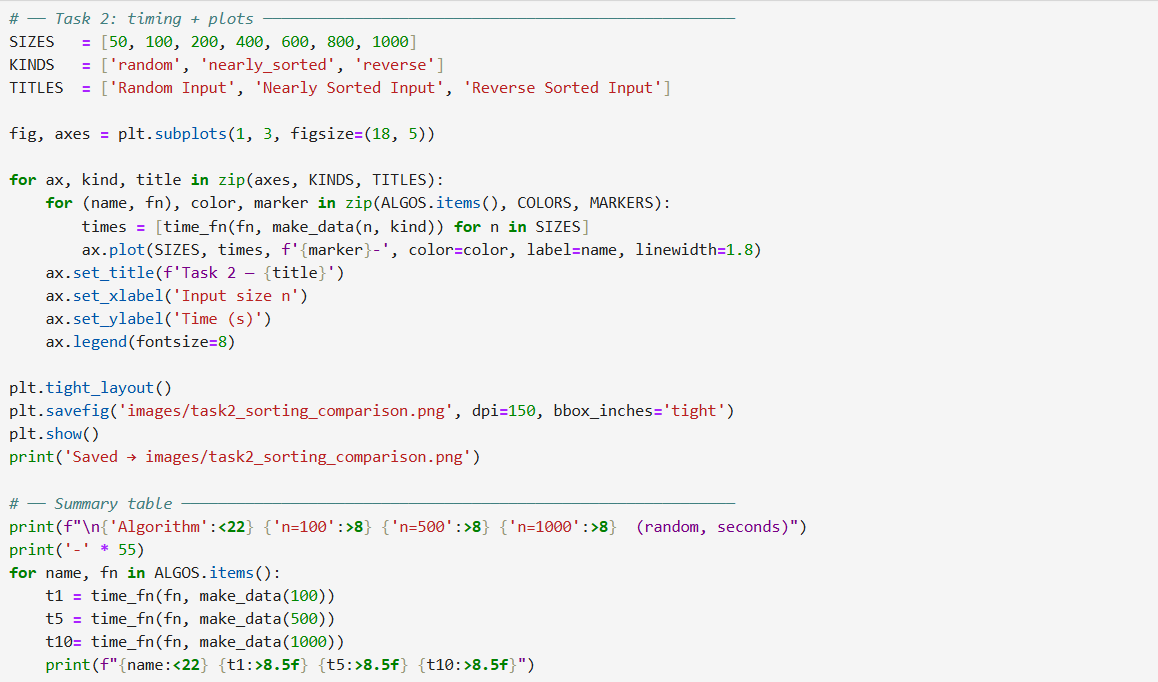 # ── Task 2: timing + plots ────────────────────────────────────────────────────
SIZES   = [50, 100, 200, 400, 600, 800, 1000]
KINDS   = ['random', 'nearly_sorted', 'reverse']
TITLES  = ['Random Input', 'Nearly Sorted Input', 'Reverse Sorted Input']

fig, axes = plt.subplots(1, 3, figsize=(18, 5))

for ax, kind, title in zip(axes, KINDS, TITLES):
    for (name, fn), color, marker in zip(ALGOS.items(), COLORS, MARKERS):
        times = [time_fn(fn, make_data(n, kind)) for n in SIZES]
        ax.plot(SIZES, times, f'{marker}-', color=color, label=name, linewidth=1.8)
    ax.set_title(f'Task 2 — {title}')
    ax.set_xlabel('Input size n')
    ax.set_ylabel('Time (s)')
    ax.legend(fontsize=8)

plt.tight_layout()
plt.savefig('images/task2_sorting_comparison.png', dpi=150, bbox_inches='tight')
plt.show()
print('Saved → images/task2_sorting_comparison.png')

# ── Summary table ─────────────────────────────────────────────────────────────
print(f"\n{'Algorithm':<22} {'n=100':>8} {'n=500':>8} {'n=1000':>8}  (random, seconds)")
print('-' * 55)
for name, fn in ALGOS.items():
    t1 = time_fn(fn, make_data(100))
    t5 = time_fn(fn, make_data(500))
    t10= time_fn(fn, make_data(1000))
    print(f"{name:<22} {t1:>8.5f} {t5:>8.5f} {t10:>8.5f}")